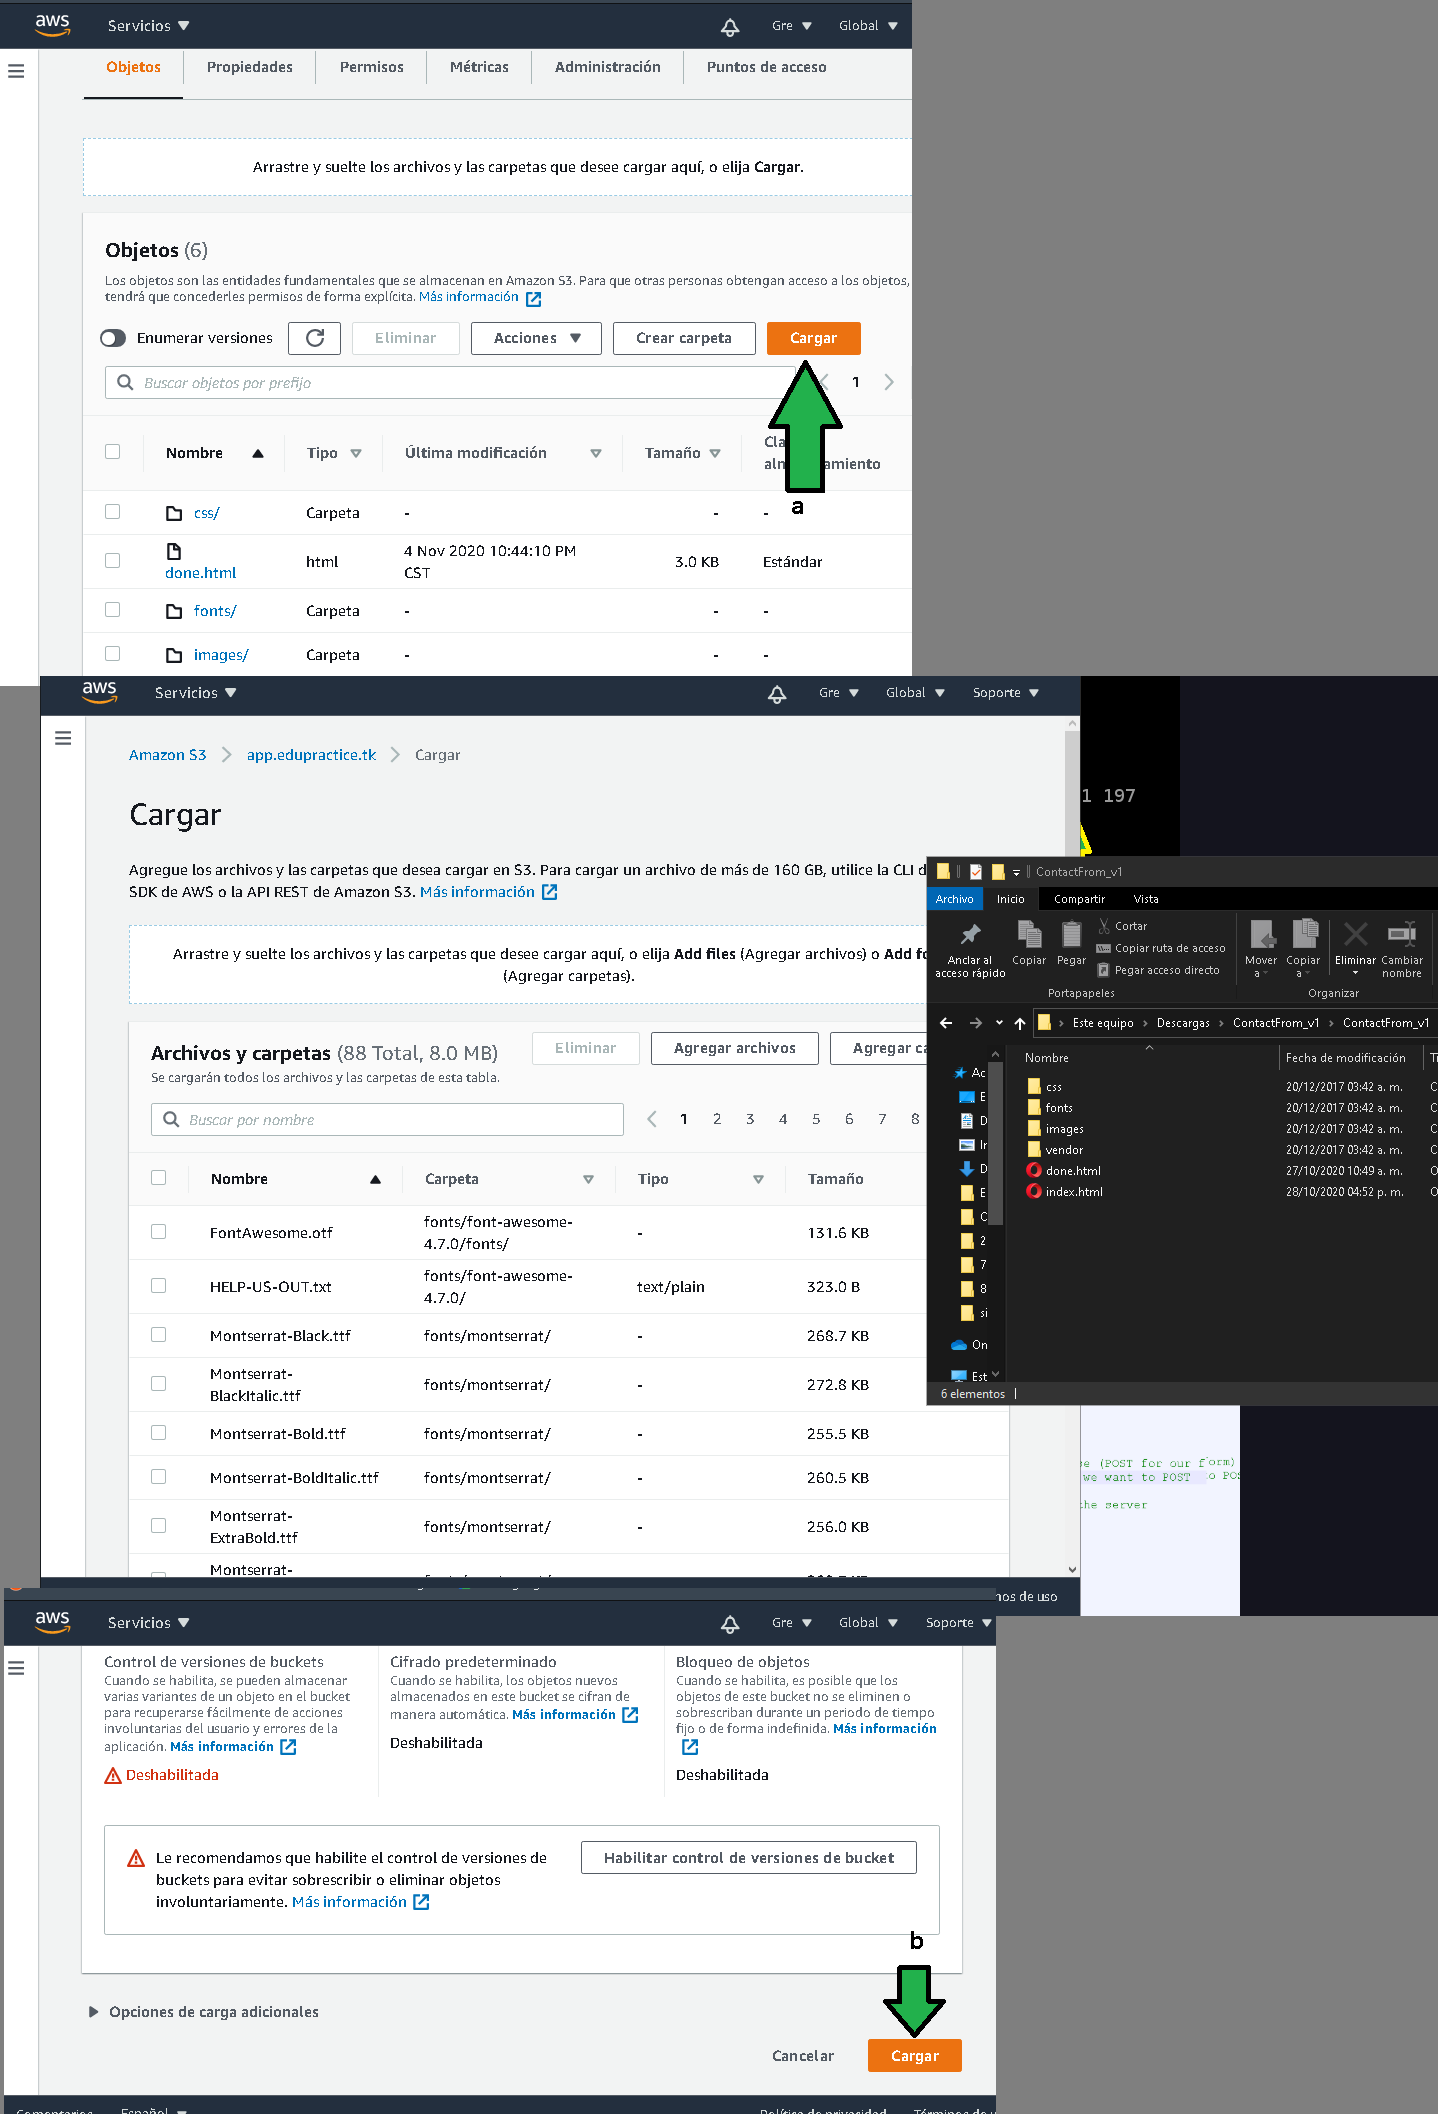 aws Servicios ▼ Gre ▼ Global ▼
Objetos Propiedades Permisos Métricas Administración Puntos de acceso
Arrastre y suelte los archivos y las carpetas que desee cargar aquí, o elija Cargar.
Objetos (6)
Los objetos son las entidades fundamentales que se almacenan en Amazon S3. Para que otras personas obtengan acceso a los objetos,
tendrá que concederles permisos de forma explícita. Más información
Enumerar versiones Eliminar Acciones ▼ Crear carpeta Cargar
Buscar objetos por prefijo 1
Nombre Tipo Última modificación Tamaño
a
css/ Carpeta - - -
done.html html 4 Nov 2020 10:44:10 PM CST 3.0 KB Estándar
fonts/ Carpeta - - -
images/ Carpeta - - -
aws Servicios ▼ Gre ▼ Global ▼ Soporte ▼
Amazon S3 > app.edupractice.tk > Cargar
Cargar
Agregue los archivos y las carpetas que desea cargar en S3. Para cargar un archivo de más de 160 GB, utilice la CLI
SDK de AWS o la API REST de Amazon S3. Más información
Arrastre y suelte los archivos y las carpetas que desee cargar aquí, o elija Add files (Agregar archivos) o Add
(Agregar carpetas).
Archivos y carpetas (88 Total, 8.0 MB) Eliminar Agregar archivos Agregar
Se cargarán todos los archivos y las carpetas de esta tabla.
Buscar por nombre 1 2 3 4 5 6 7 8
Nombre Carpeta Tipo Tamaño
FontAwesome.otf fonts/font-awesome-4.7.0/fonts/ - 131.6 KB
HELP-US-OUT.txt fonts/font-awesome-4.7.0/ text/plain 323.0 B
Montserrat-Black.ttf fonts/montserrat/ - 268.7 KB
Montserrat-BlackItalic.ttf fonts/montserrat/ - 272.8 KB
Montserrat-Bold.ttf fonts/montserrat/ - 255.5 KB
Montserrat-BoldItalic.ttf fonts/montserrat/ - 260.5 KB
Montserrat-ExtraBold.ttf fonts/montserrat/ - 256.0 KB
Montserrat-
1 197
ContactFrom_v1
Archivo Inicio Compartir Vista
Anclar al acceso rápido Copiar Pegar Cortar Copiar ruta de acceso Pegar acceso directo Mover a Copiar a Eliminar Cambiar nombre
Portapapeles Organizar
Este equipo > Descargas > ContactFrom_v1 > ContactFrom_v1
Nombre Fecha de modificación
css 20/12/2017 03:42 a. m.
fonts 20/12/2017 03:42 a. m.
images 20/12/2017 03:42 a. m.
vendor 20/12/2017 03:42 a. m.
done.html 27/10/2020 10:49 a. m.
index.html 28/10/2020 04:52 p. m.
6 elementos
(POST for our form)
we want to POST
the server
de uso
aws Servicios ▼ Gre ▼ Global ▼ Soporte ▼
Control de versiones de buckets
Cuando se habilita, se pueden almacenar
varias variantes de un objeto en el bucket
para recuperarse fácilmente de acciones
involuntarias del usuario y errores de la
aplicación. Más información
Deshabilitada
Cifrado predeterminado
Cuando se habilita, los objetos nuevos
almacenados en este bucket se cifran de
manera automática. Más información
Deshabilitada
Bloqueo de objetos
Cuando se habilita, es posible que los
objetos de este bucket no se eliminen o
sobrescriban durante un periodo de tiempo
fijo o de forma indefinida. Más información
Deshabilitada
Le recomendamos que habilite el control de versiones de
buckets para evitar sobrescribir o eliminar objetos
involuntariamente. Más información
Habilitar control de versiones de bucket
b
Opciones de carga adicionales
Cancelar Cargar